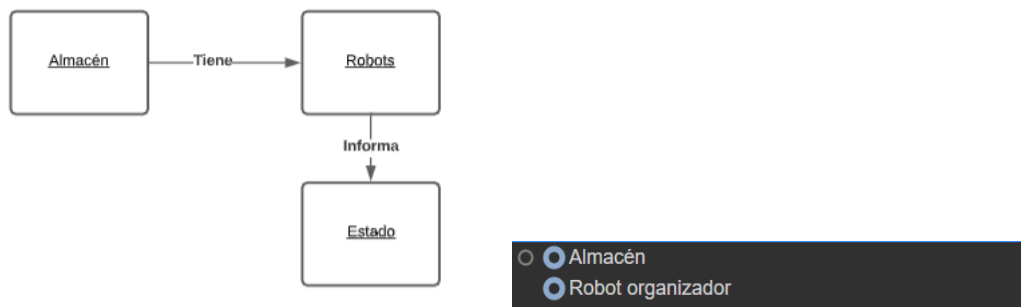 Almacén
Tiene
Robots
Informa
Estado
Almacén
Robot organizador